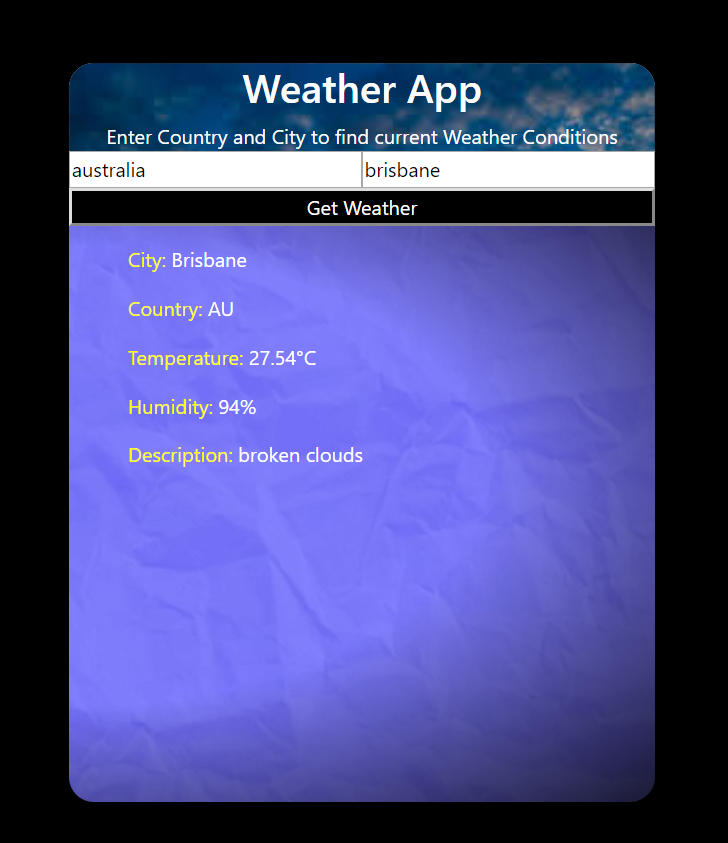 Weather App
Enter Country and City to find current Weather Conditions
australia brisbane
Get Weather
City: Brisbane
Country: AU
Temperature: 27.54°C
Humidity: 94%
Description: broken clouds